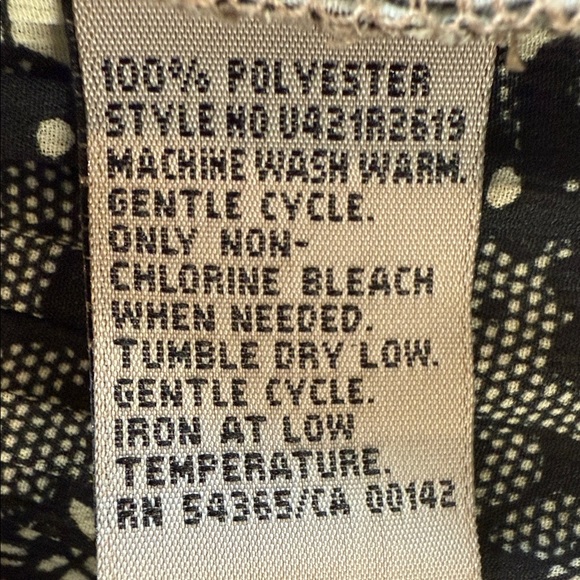 100% POLYESTER
STYLE NO U421R2619
MACHINE WASH WARM.
GENTLE CYCLE.
ONLY NON-
CHLORINE BLEACH
WHEN NEEDED.
TUMBLE DRY LOW.
GENTLE CYCLE.
IRON AT LOW
TEMPERATURE.
RN 54365/CA 00142